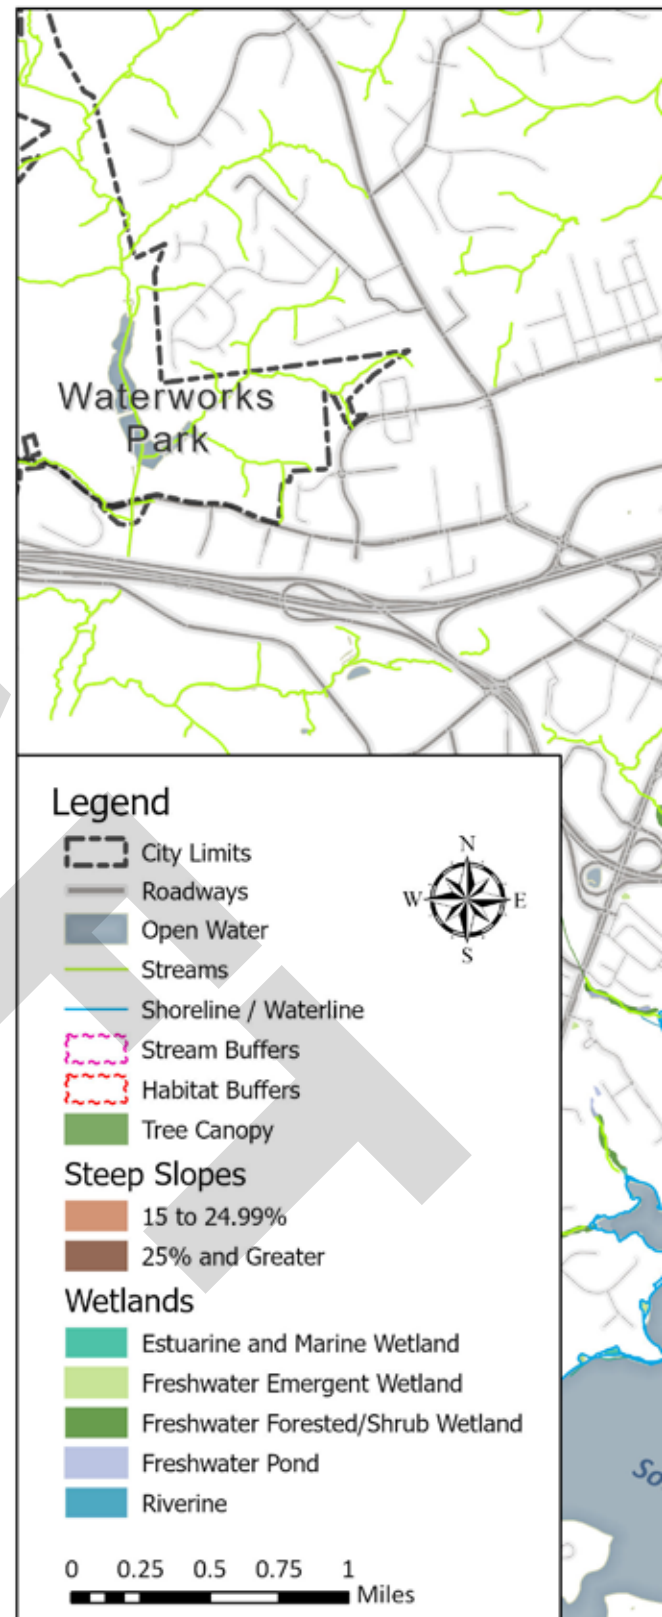 Waterworks
Park
Legend
N
W E
S
City Limits
Roadways
Open Water
Streams
Shoreline / Waterline
Stream Buffers
Habitat Buffers
Tree Canopy
Steep Slopes
15 to 24.99%
25% and Greater
Wetlands
Estuarine and Marine Wetland
Freshwater Emergent Wetland
Freshwater Forested/Shrub Wetland
Freshwater Pond
Riverine
So
0 0.25 0.5 0.75 1
Miles